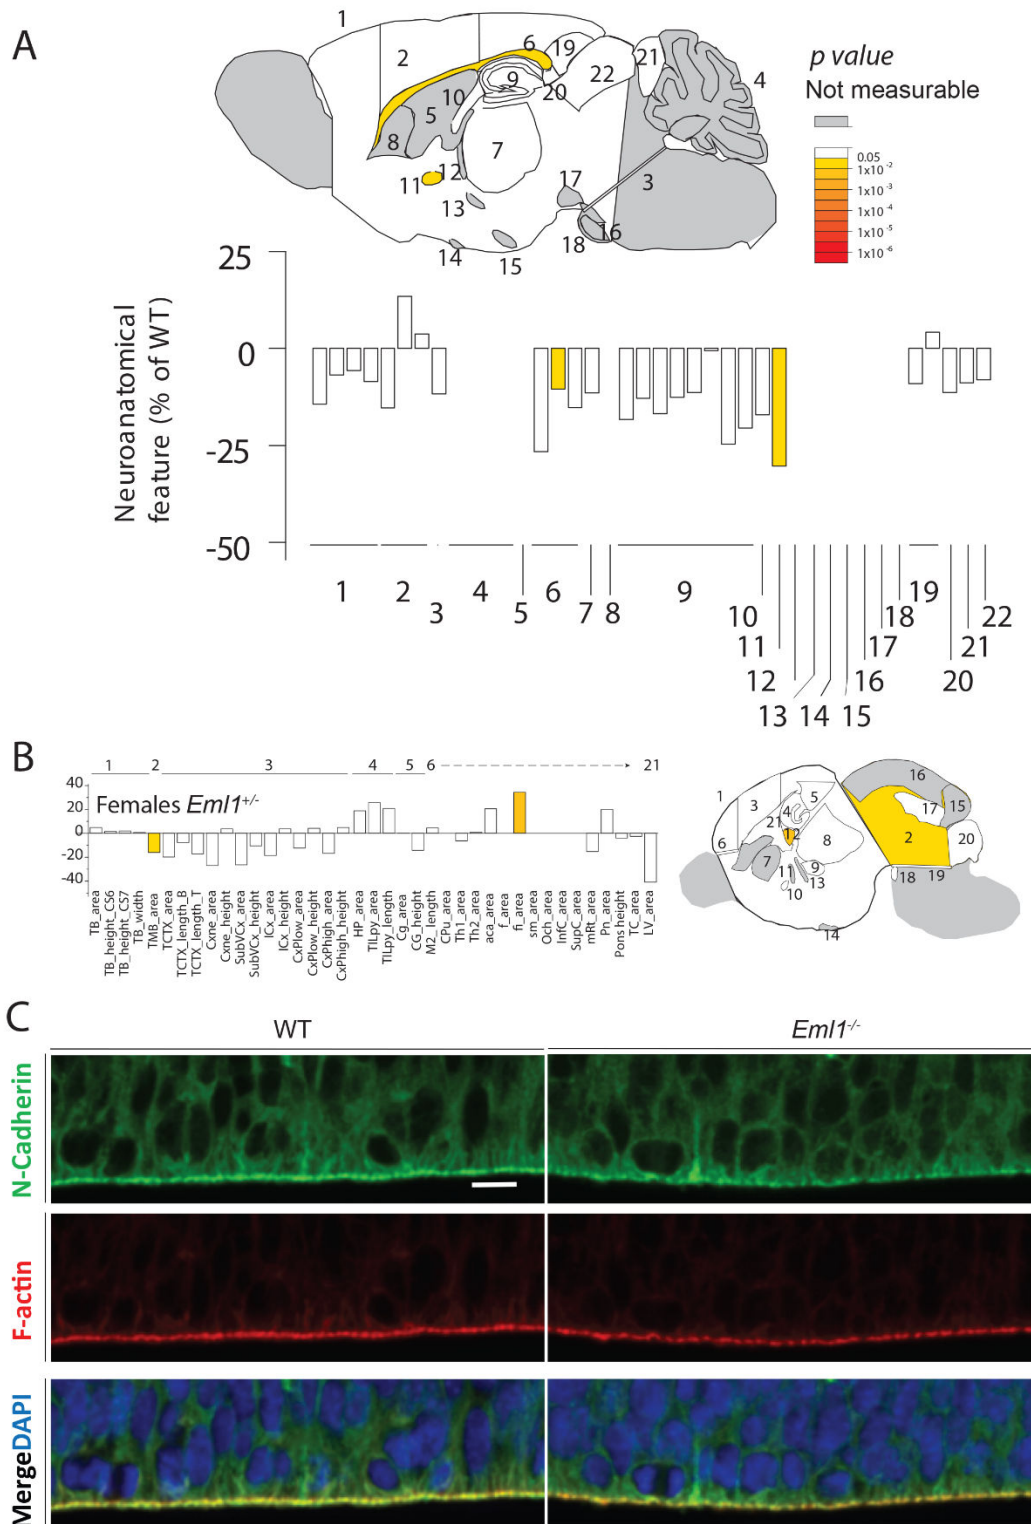 A
1
2
6
19
21
22
4
9
20
10
5
8
7
12
11
13
17
3
16
18
14
15
p value
Not measurable
0.05
1x10⁻²
1x10⁻³
1x10⁻⁴
1x10⁻⁵
1x10⁻⁶
Neuroanatomical
feature (% of WT)
25
0
-25
-50
1 2 3 4 5 6 7 8 9 10 11 12 13 14 15 16 17 18 19 20 21 22
B
1 2 3 4 5 6 21
40
20
0
-20
-40
Females Eml1⁺/⁻
TB_area
TB_height_CS6
TB_height_CS7
TB_width
TMB_area
TCTX_area
TCTX_length_B
TCTX_length_T
Cxne_area
Cxne_height
SubVCx_area
SubVCx_height
ICx_area
ICx_height
CxPlow_area
CxPlow_height
CxPhigh_area
CxPhigh_height
HP_area
TILpy_area
TILpy_length
Cg_area
CG_height
M2_length
CPu_area
Th1_area
Th2_area
aca_area
f_area
fi_area
sm_area
Och_area
InfC_area
SupC_area
mRt_area
Pn_area
Pons height
TC_area
LV_area
1
3
5
4
21
12
6
7
8
11
9
10
13
14
16
17
15
2
20
18
19
C
WT
Eml1⁻/⁻
N-Cadherin
F-actin
MergeDAPI